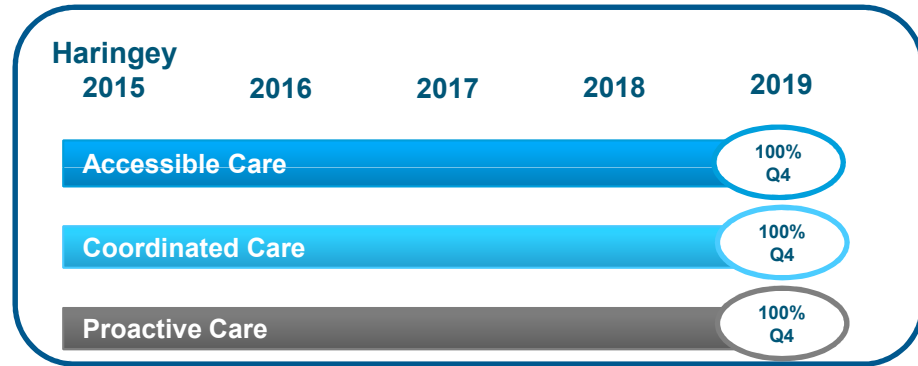 Haringey
2015 2016 2017 2018 2019
Accessible Care
100%
Q4
Coordinated Care
100%
Q4
Proactive Care
100%
Q4